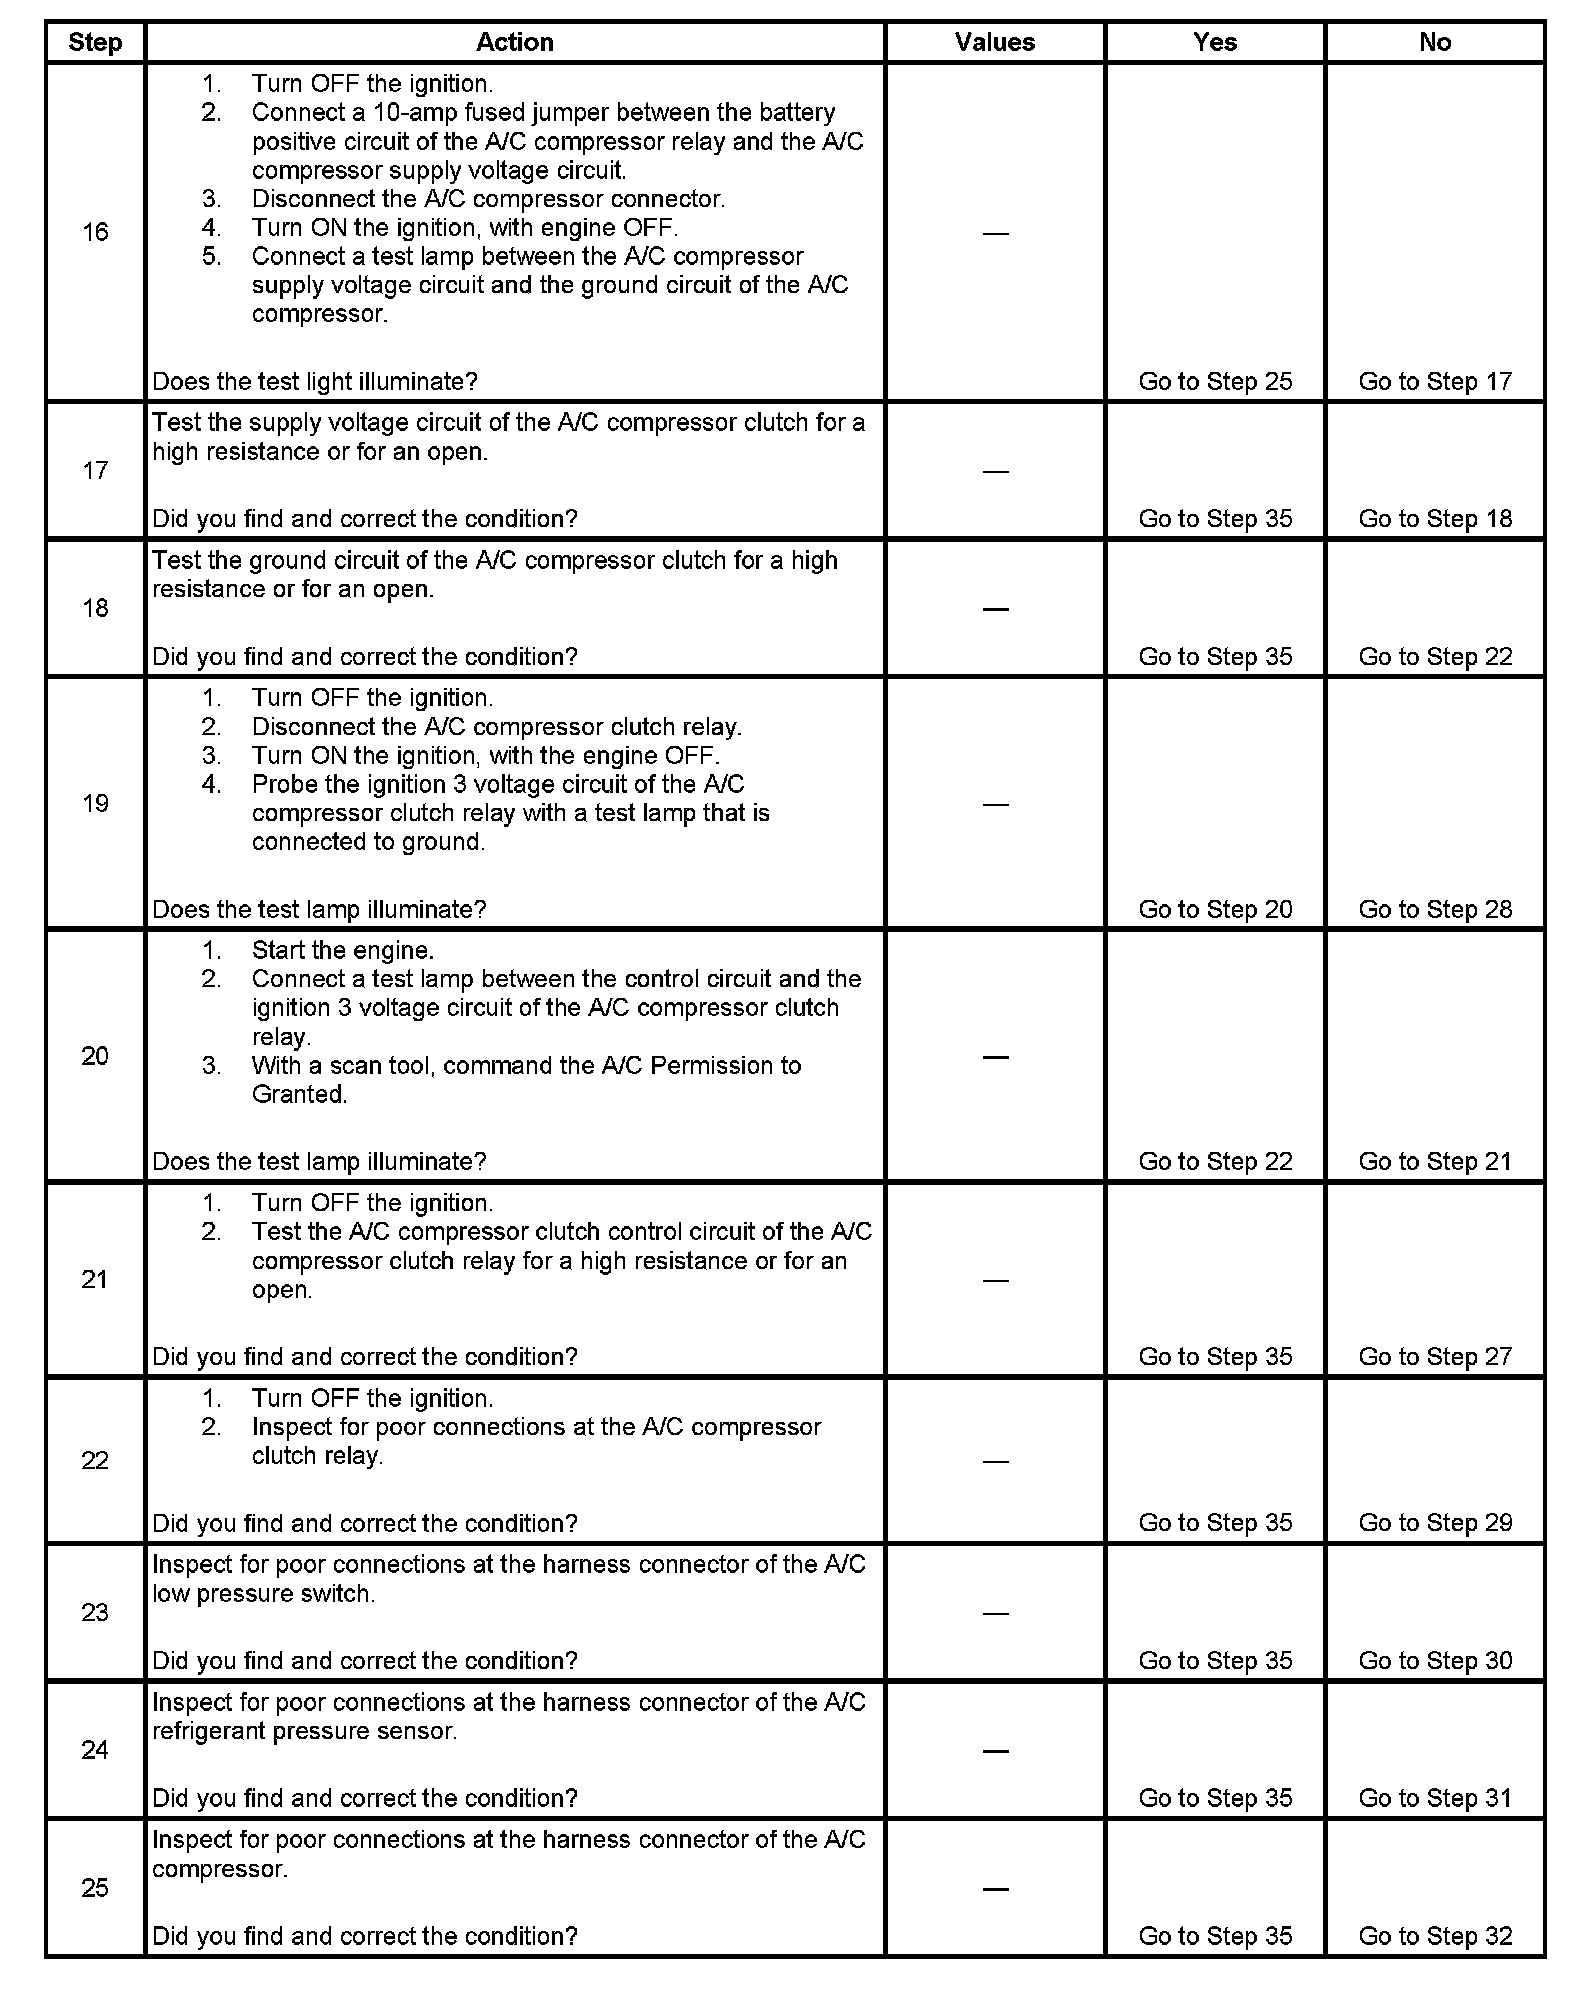 Step Action Values Yes No
1. Turn OFF the ignition.
2. Connect a 10-amp fused jumper between the battery
positive circuit of the A/C compressor relay and the A/C
compressor supply voltage circuit.
3. Disconnect the A/C compressor connector.
16 4. Turn ON the ignition, with engine OFF. —
5. Connect a test lamp between the A/C compressor
supply voltage circuit and the ground circuit of the A/C
compressor.
Does the test light illuminate? Go to Step 25 Go to Step 17
Test the supply voltage circuit of the A/C compressor clutch for a
high resistance or for an open.
17 —
Did you find and correct the condition? Go to Step 35 Go to Step 18
Test the ground circuit of the A/C compressor clutch for a high
resistance or for an open.
18 —
Did you find and correct the condition? Go to Step 35 Go to Step 22
1. Turn OFF the ignition.
2. Disconnect the A/C compressor clutch relay.
3. Turn ON the ignition, with the engine OFF.
4. Probe the ignition 3 voltage circuit of the A/C
19 compressor clutch relay with a test lamp that is —
connected to ground.
Does the test lamp illuminate? Go to Step 20 Go to Step 28
1. Start the engine.
2. Connect a test lamp between the control circuit and the
ignition 3 voltage circuit of the A/C compressor clutch
relay.
20 3. With a scan tool, command the A/C Permission to —
Granted.
Does the test lamp illuminate? Go to Step 22 Go to Step 21
1. Turn OFF the ignition.
2. Test the A/C compressor clutch control circuit of the A/C
compressor clutch relay for a high resistance or for an
21 open. —
Did you find and correct the condition? Go to Step 35 Go to Step 27
1. Turn OFF the ignition.
2. Inspect for poor connections at the A/C compressor
clutch relay.
22 —
Did you find and correct the condition? Go to Step 35 Go to Step 29
Inspect for poor connections at the harness connector of the A/C
low pressure switch.
23 —
Did you find and correct the condition? Go to Step 35 Go to Step 30
Inspect for poor connections at the harness connector of the A/C
refrigerant pressure sensor.
24 —
Did you find and correct the condition? Go to Step 35 Go to Step 31
Inspect for poor connections at the harness connector of the A/C
compressor.
25 —
Did you find and correct the condition? Go to Step 35 Go to Step 32